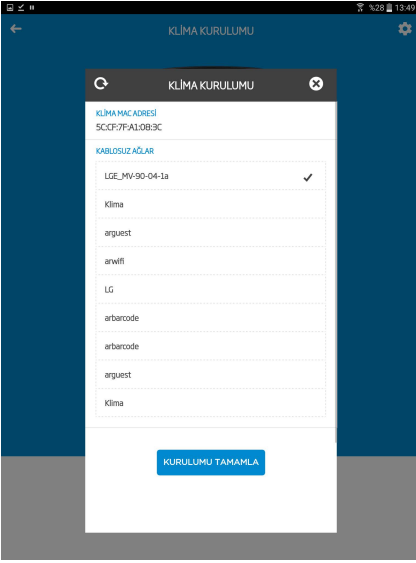 %28 13:49
KLİMA KURULUMU
KLİMA KURULUMU
KLİMA MAC ADRESİ
5C:CF:7F:A1:08:3C
KABLOSUZ AĞLAR
LGE_MV-90-04-1a
Klima
arguest
arwifi
LG
arbarcode
arbarcode
arguest
Klima
KURULUMU TAMAMLA